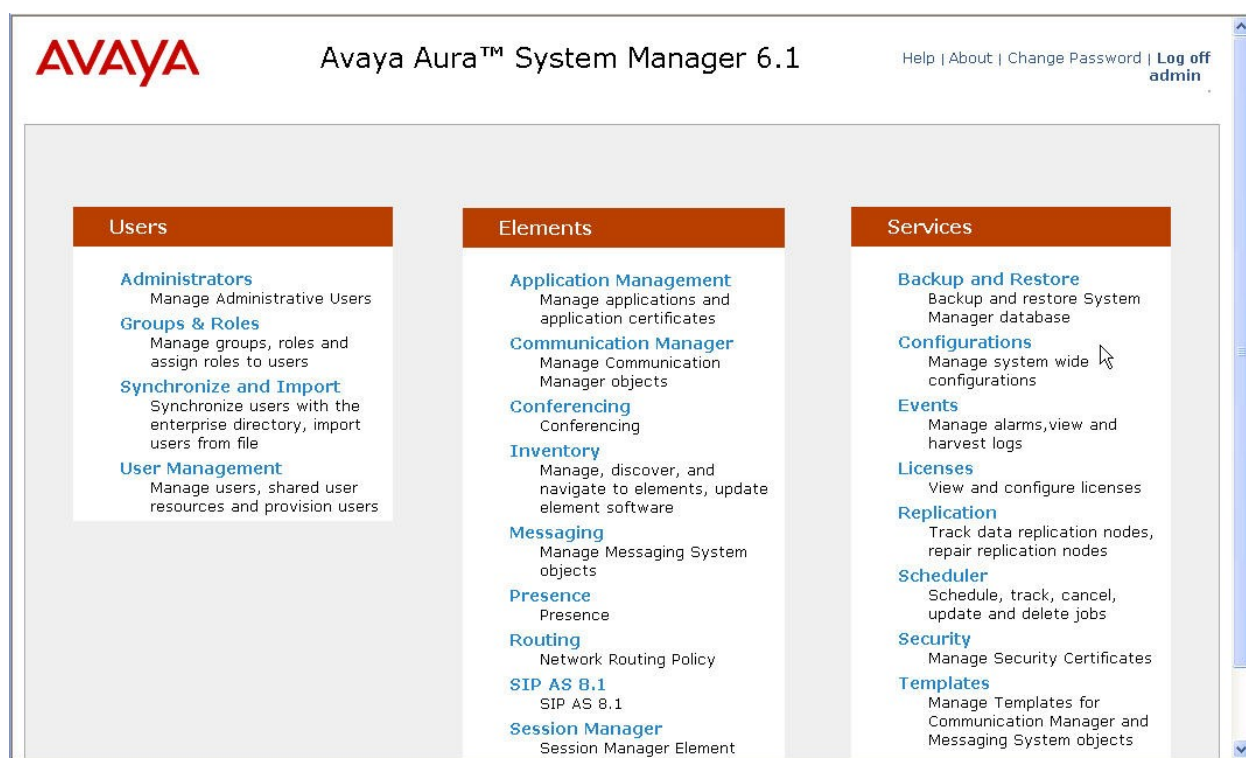 AVAYA
Avaya Aura™ System Manager 6.1
Help | About | Change Password | Log off
admin
Users
Administrators
Manage Administrative Users
Groups & Roles
Manage groups, roles and
assign roles to users
Synchronize and Import
Synchronize users with the
enterprise directory, import
users from file
User Management
Manage users, shared user
resources and provision users
Elements
Application Management
Manage applications and
application certificates
Communication Manager
Manage Communication
Manager objects
Conferencing
Conferencing
Inventory
Manage, discover, and
navigate to elements, update
element software
Messaging
Manage Messaging System
objects
Presence
Presence
Routing
Network Routing Policy
SIP AS 8.1
SIP AS 8.1
Session Manager
Session Manager Element
Services
Backup and Restore
Backup and restore System
Manager database
Configurations
Manage system wide
configurations
Events
Manage alarms,view and
harvest logs
Licenses
View and configure licenses
Replication
Track data replication nodes,
repair replication nodes
Scheduler
Schedule, track, cancel,
update and delete jobs
Security
Manage Security Certificates
Templates
Manage Templates for
Communication Manager and
Messaging System objects